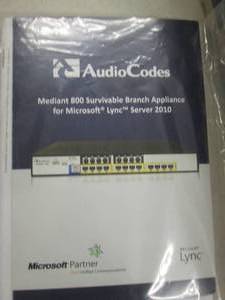 AudioCodes
Mediant 800 Survivable Branch Appliance
for Microsoft® Lync™ Server 2010
Microsoft Partner
Lync